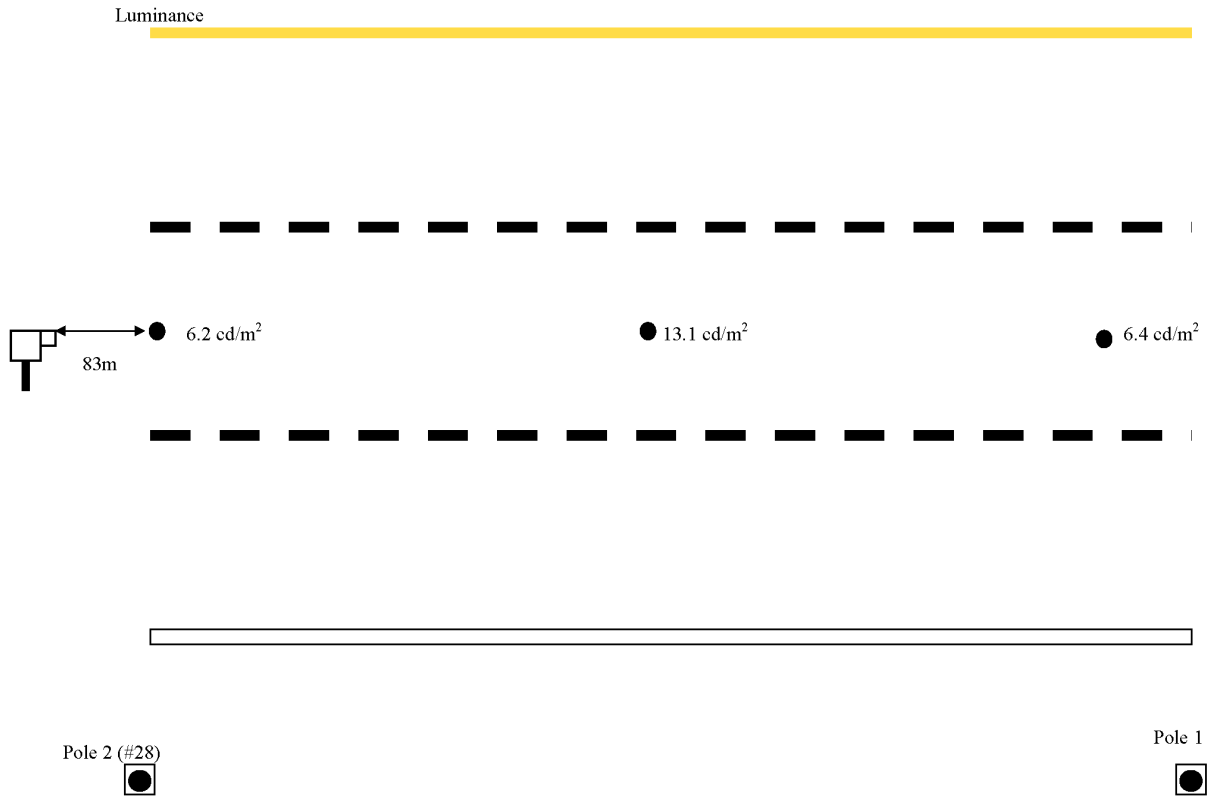 Luminance
6.2 cd/m²
13.1 cd/m²
6.4 cd/m²
83m
Pole 1
Pole 2 (#28)